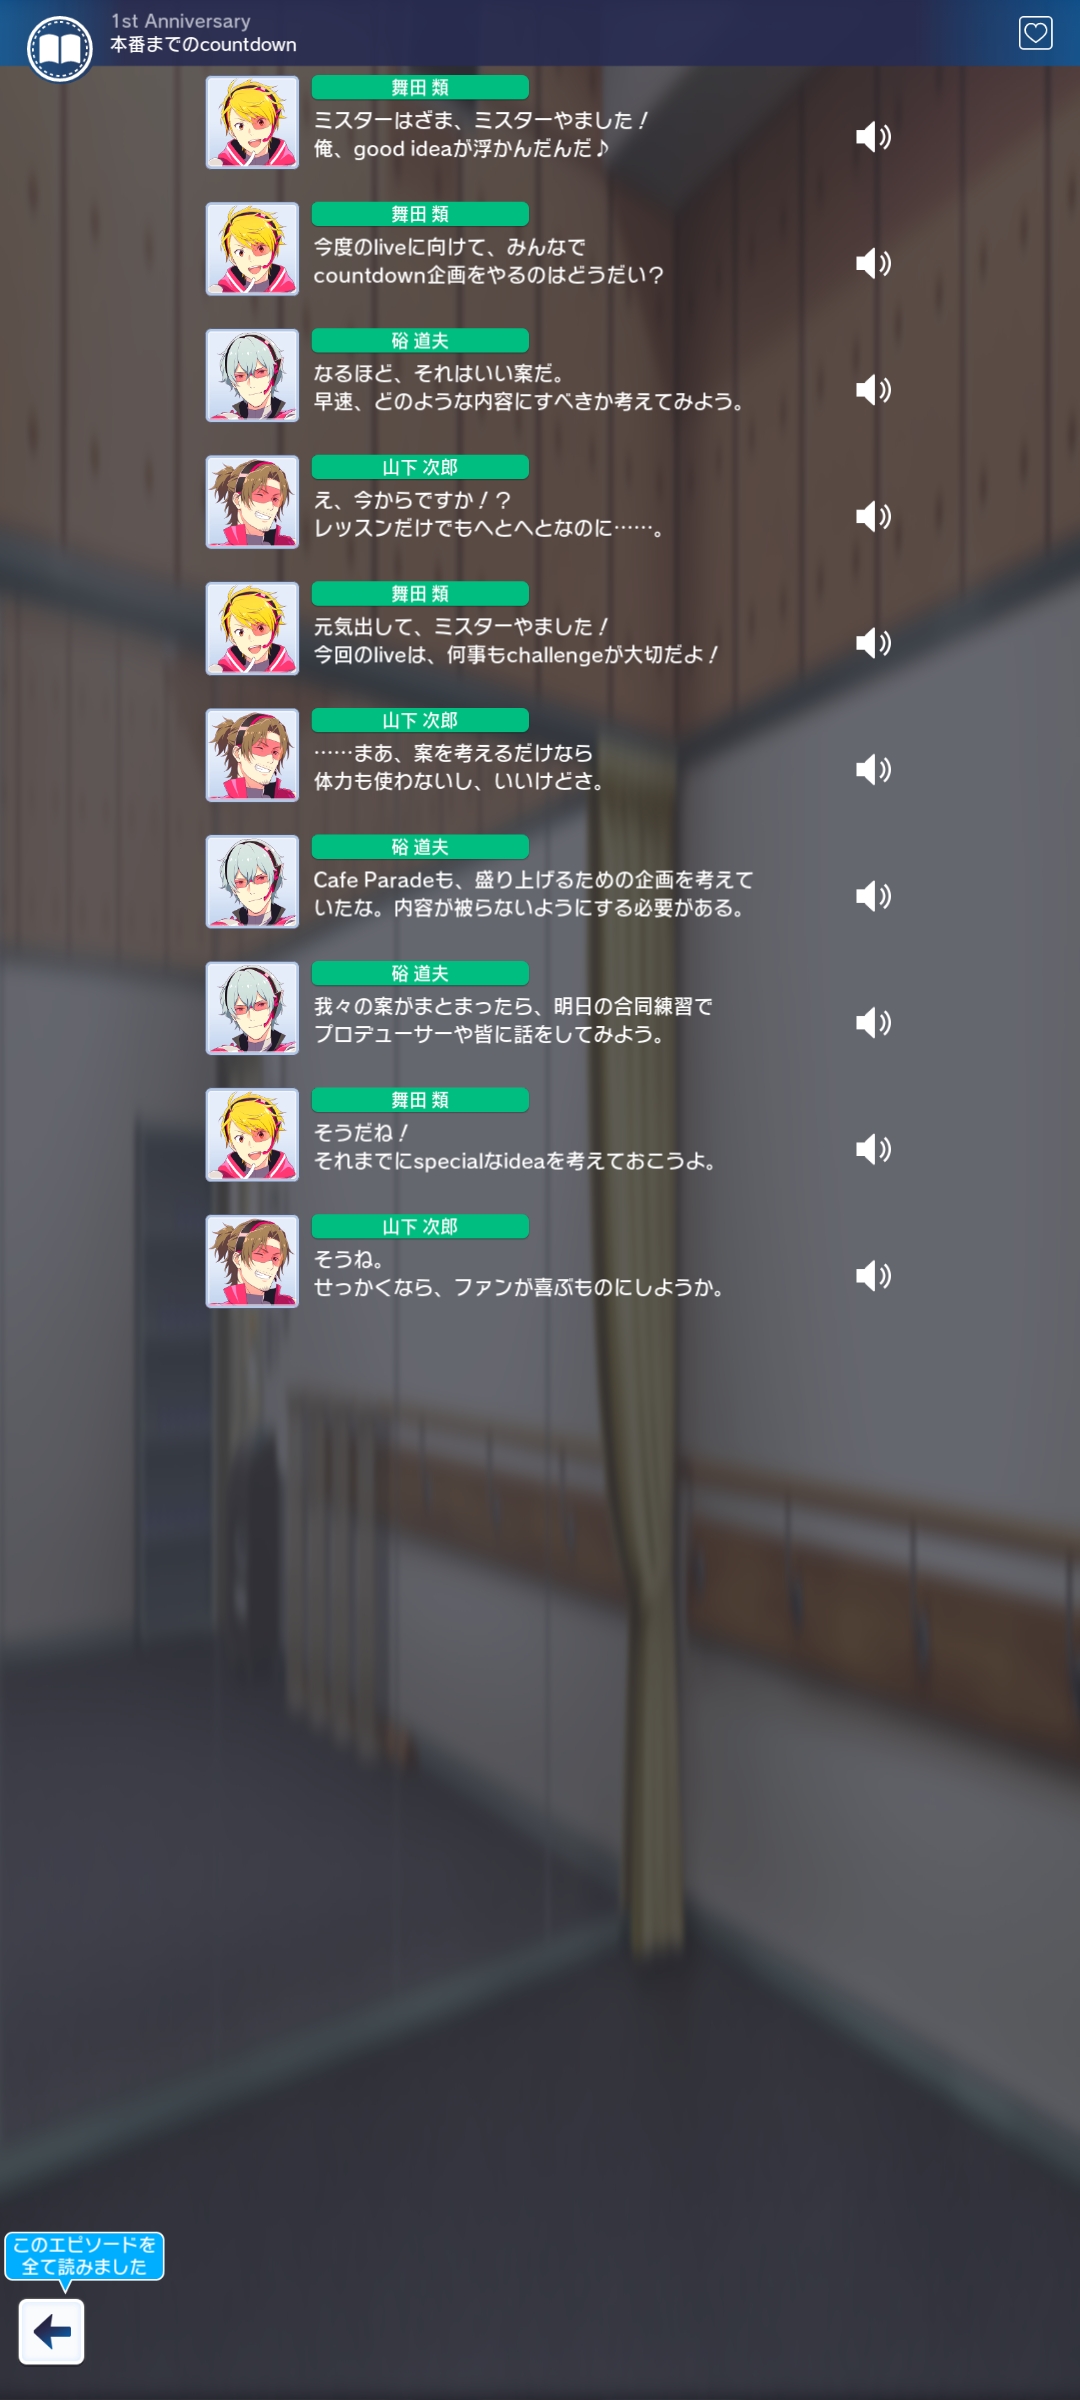 1st Anniversary
本番までのcountdown
舞田 類
ミスターはざま、ミスターやました！
俺、good ideaが浮かんだんだ♪
舞田 類
今度のliveに向けて、みんなで
countdown企画をやるのはどうだい？
硲 道夫
なるほど、それはいい案だ。
早速、どのような内容にすべきか考えてみよう。
山下 次郎
え、今からですか！？
レッスンだけでもへとへとなのに……。
舞田 類
元気出して、ミスターやました！
今回のliveは、何事もchallengeが大切だよ！
山下 次郎
……まあ、案を考えるだけなら
体力も使わないし、いいけどさ。
硲 道夫
Cafe Paradeも、盛り上げるための企画を考えて
いたな。内容が被らないようにする必要がある。
硲 道夫
我々の案がまとまったら、明日の合同練習で
プロデューサーや皆に話をしてみよう。
舞田 類
そうだね！
それまでにspecialなideaを考えておこうよ。
山下 次郎
そうね。
せっかくなら、ファンが喜ぶものにしようか。
このエピソードを
全て読みました